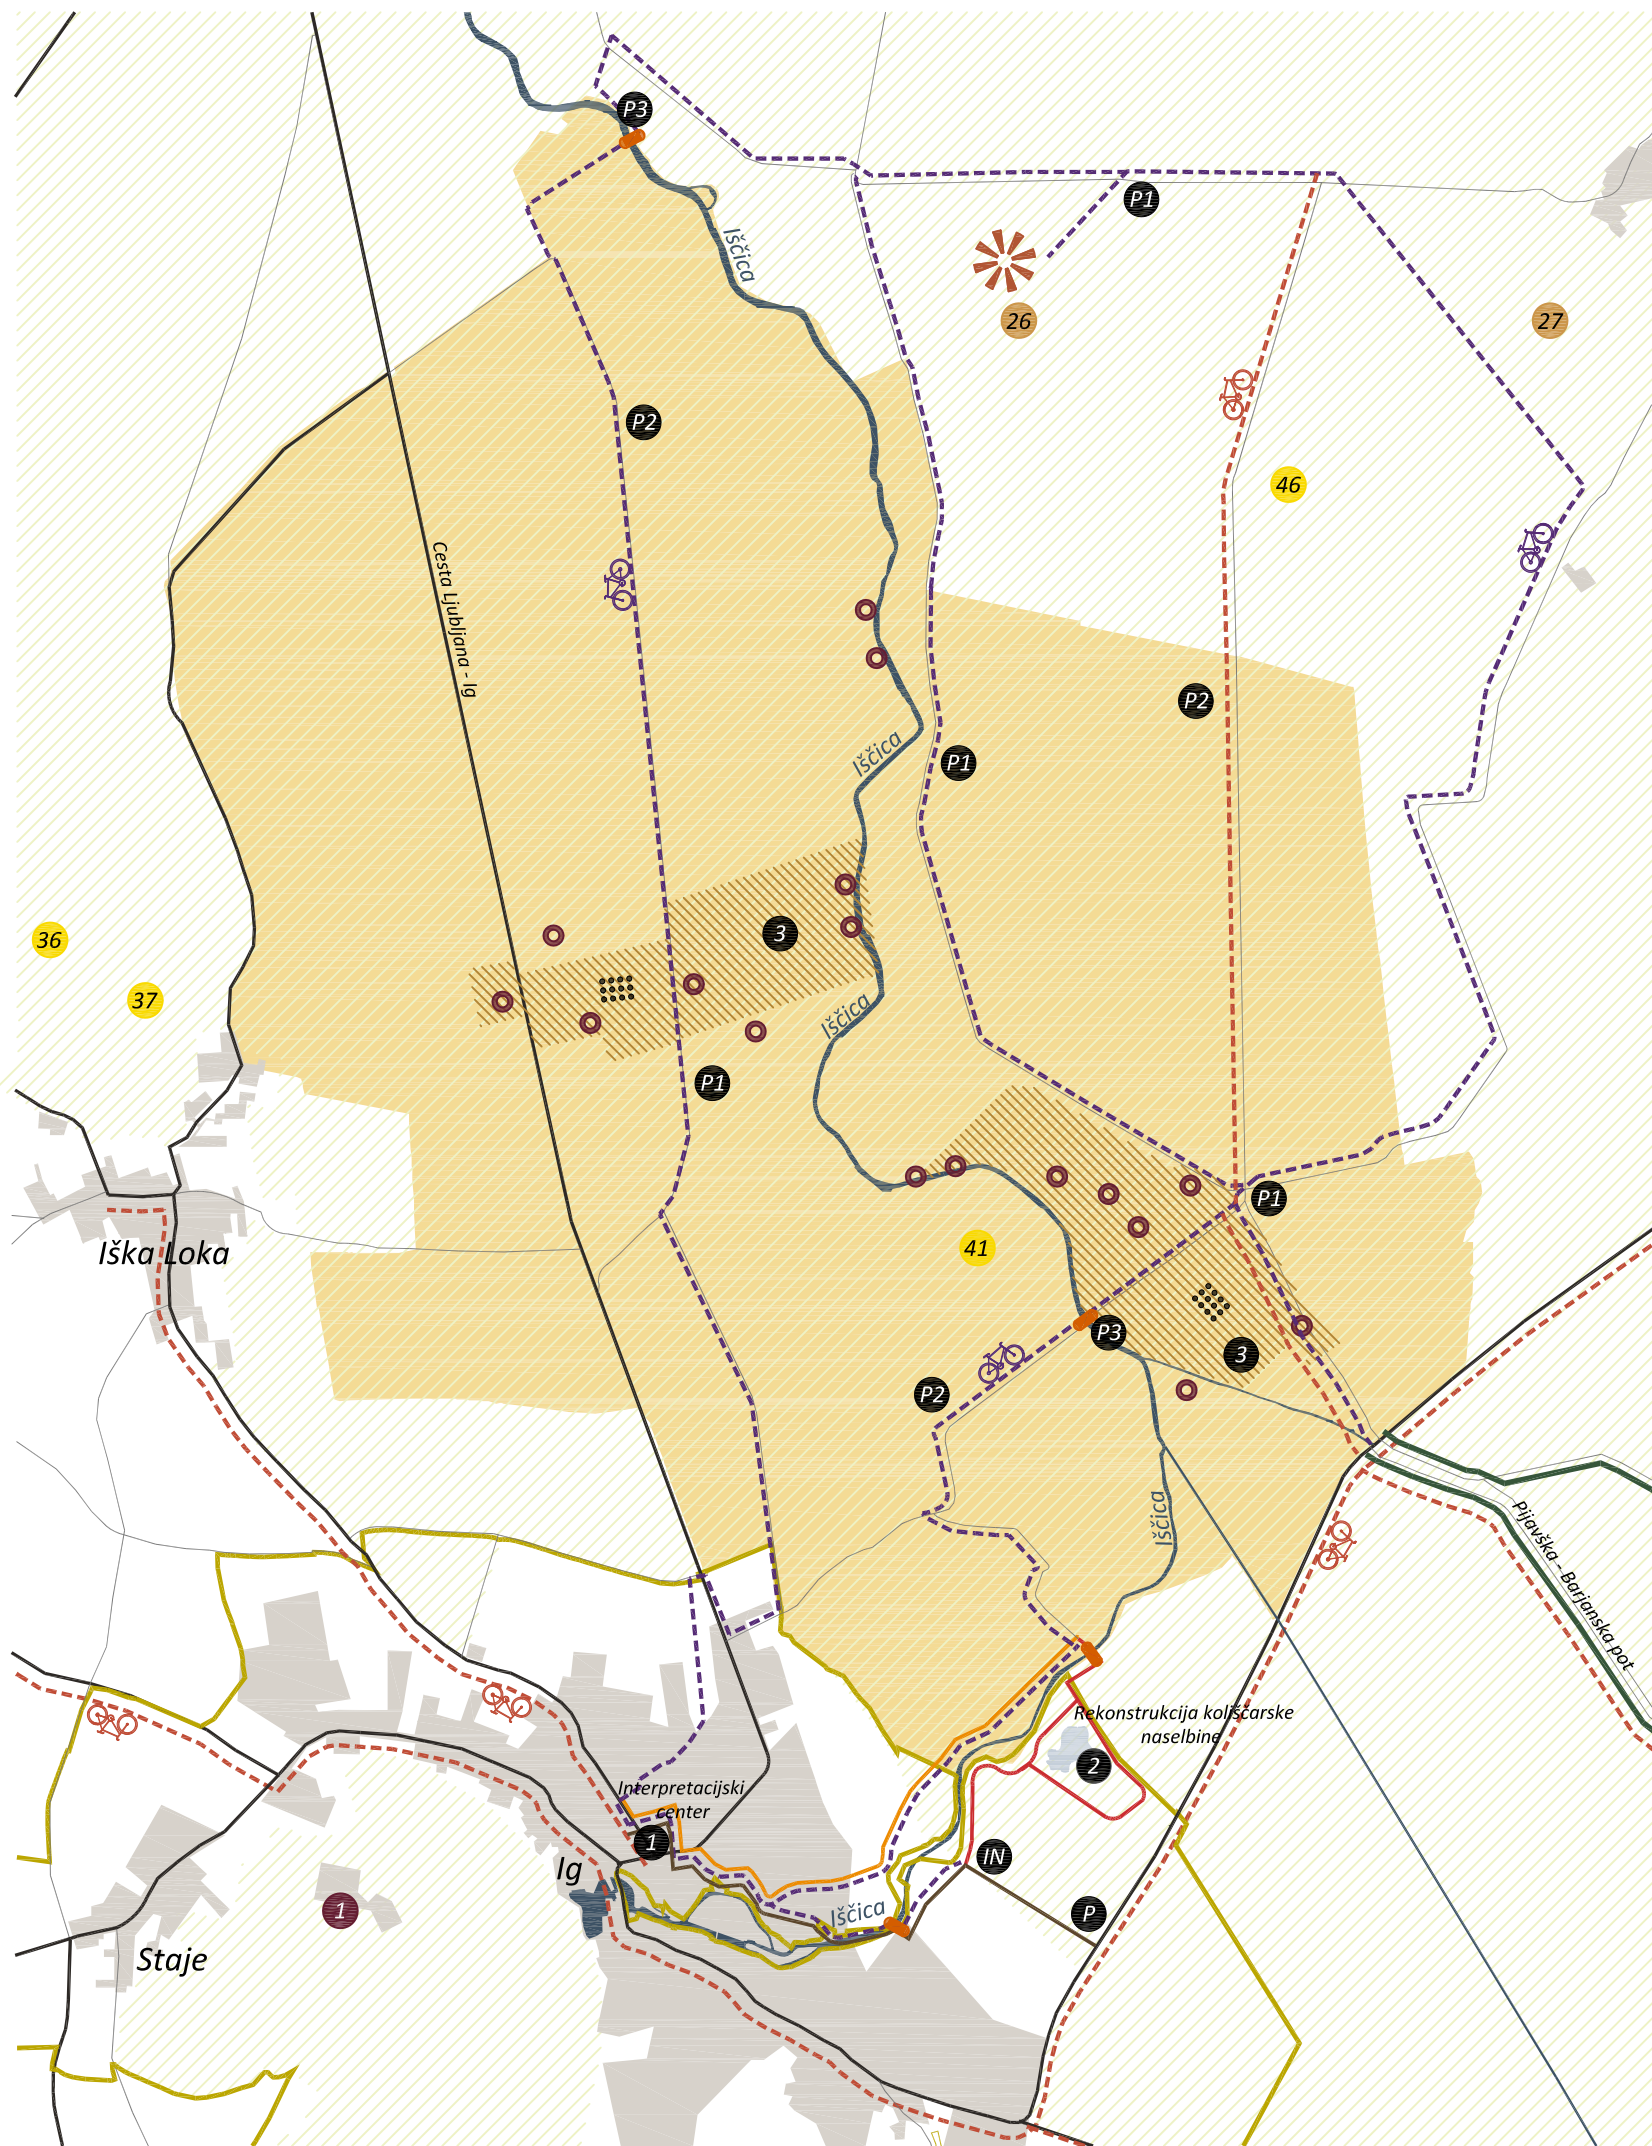 P3
P1
Iščica
26
27
P2
46
Cesta Ljubljana - Ig
P2
Iščica
P1
3
36
37
Iščica
P1
P1
Iška Loka
41
P3
3
P2
Iščica
Pijavška - Barjanska pot
Rekonstrukcija koliščarske
naselbine
2
Interpretacijski
center
1
IN
Ig
1
Iščica
P
Staje